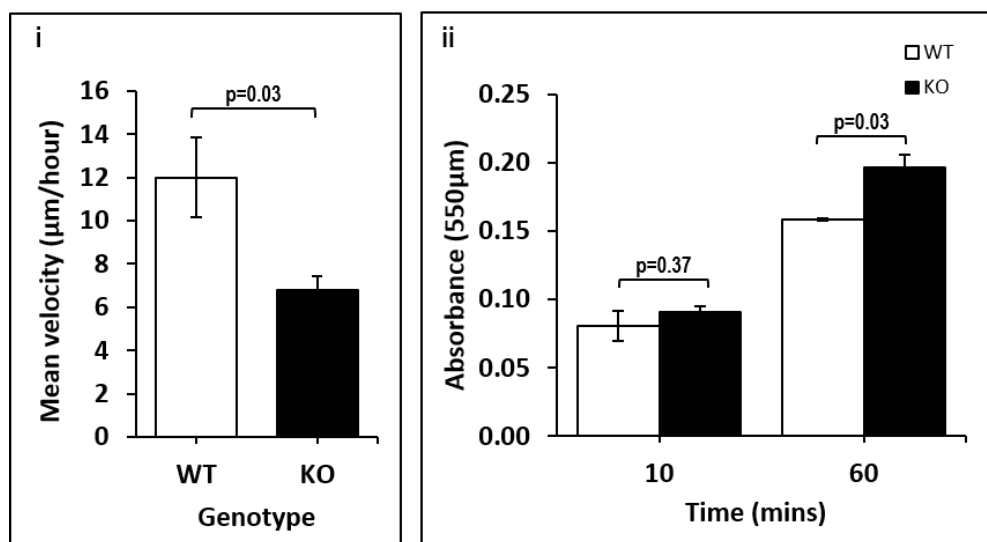 i
p=0.03
Mean velocity (µm/hour)
16
14
12
10
8
6
4
2
0
WT
KO
Genotype
ii
WT
KO
p=0.03
p=0.37
Absorbance (550µm)
0.25
0.20
0.15
0.10
0.05
0.00
10
60
Time (mins)